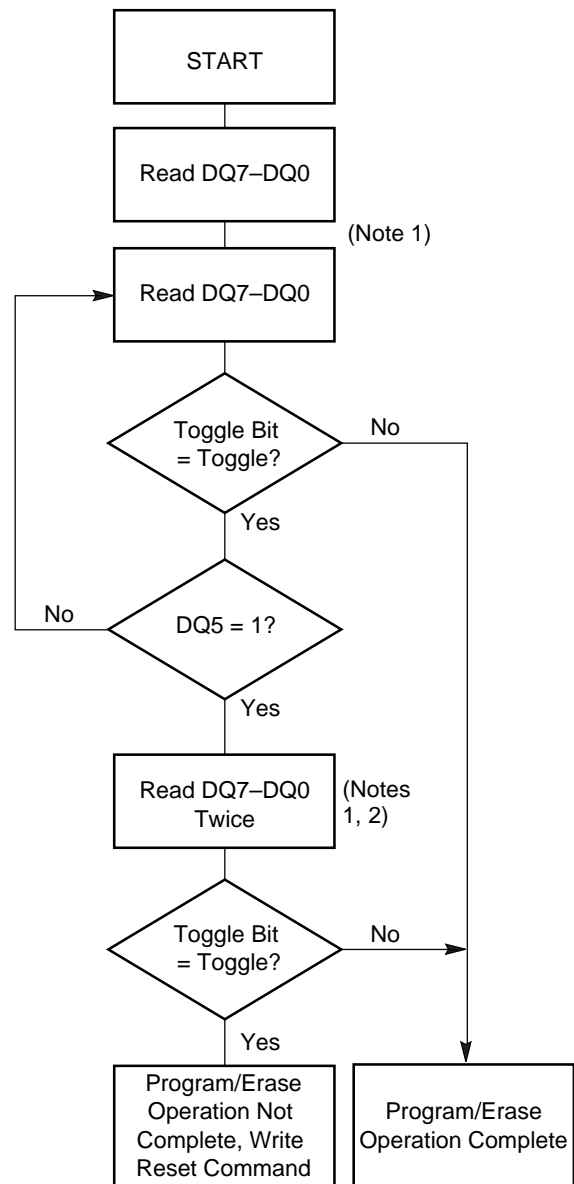 START
Read DQ7–DQ0
(Note 1)
Read DQ7–DQ0
Toggle Bit
= Toggle?
No
Yes
No
DQ5 = 1?
Yes
Read DQ7–DQ0
Twice
(Notes
1, 2)
Toggle Bit
= Toggle?
No
Yes
Program/Erase
Operation Not
Complete, Write
Reset Command
Program/Erase
Operation Complete